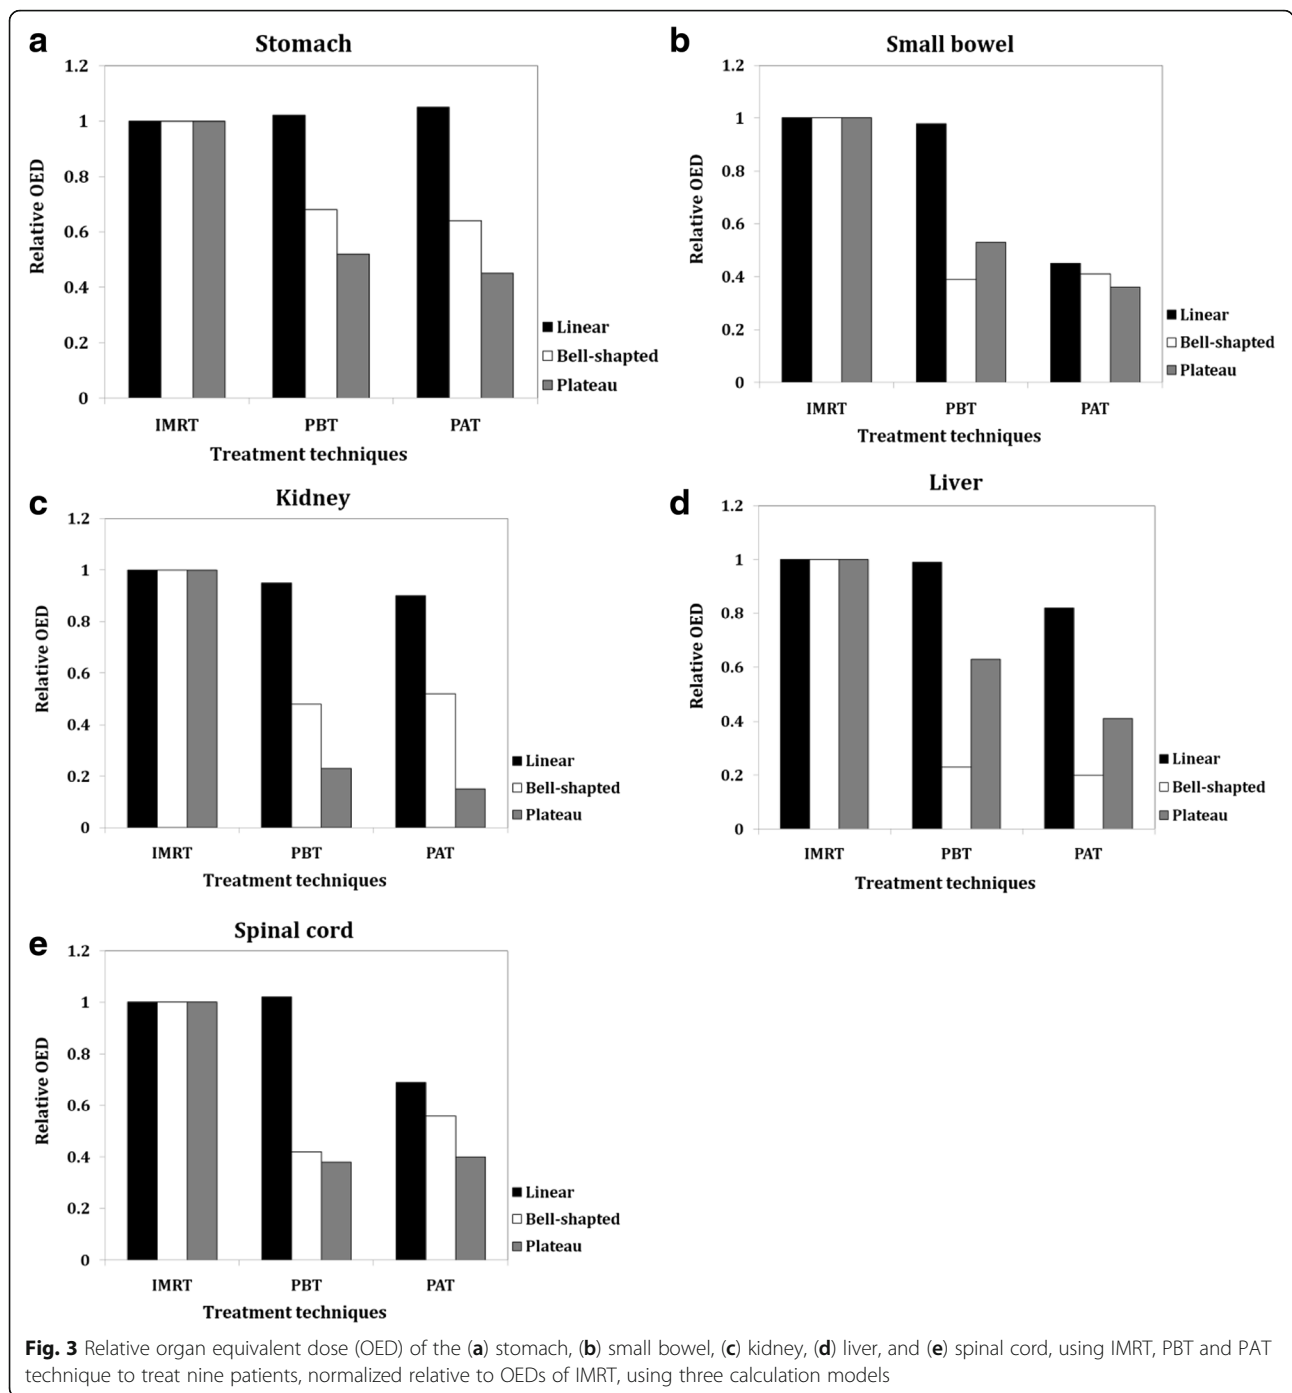 a
Stomach
1.2
1
0.8
0.6
0.4
0.2
0
Relative OED
IMRT PBT PAT
Treatment techniques
Linear
Bell-shapted
Plateau
b
Small bowel
1.2
1
0.8
0.6
0.4
0.2
0
Relative OED
IMRT PBT PAT
Treatment techniques
Linear
Bell-shapted
Plateau
c
Kidney
1.2
1
0.8
0.6
0.4
0.2
0
Relative OED
IMRT PBT PAT
Treatment techniques
Linear
Bell-shapted
Plateau
d
Liver
1.2
1
0.8
0.6
0.4
0.2
0
Relative OED
IMRT PBT PAT
Treatment techniques
Linear
Bell-shapted
Plateau
e
Spinal cord
1.2
1
0.8
0.6
0.4
0.2
0
Relative OED
IMRT PBT PAT
Treatment techniques
Linear
Bell-shapted
Plateau
Fig. 3 Relative organ equivalent dose (OED) of the (a) stomach, (b) small bowel, (c) kidney, (d) liver, and (e) spinal cord, using IMRT, PBT and PAT
technique to treat nine patients, normalized relative to OEDs of IMRT, using three calculation models